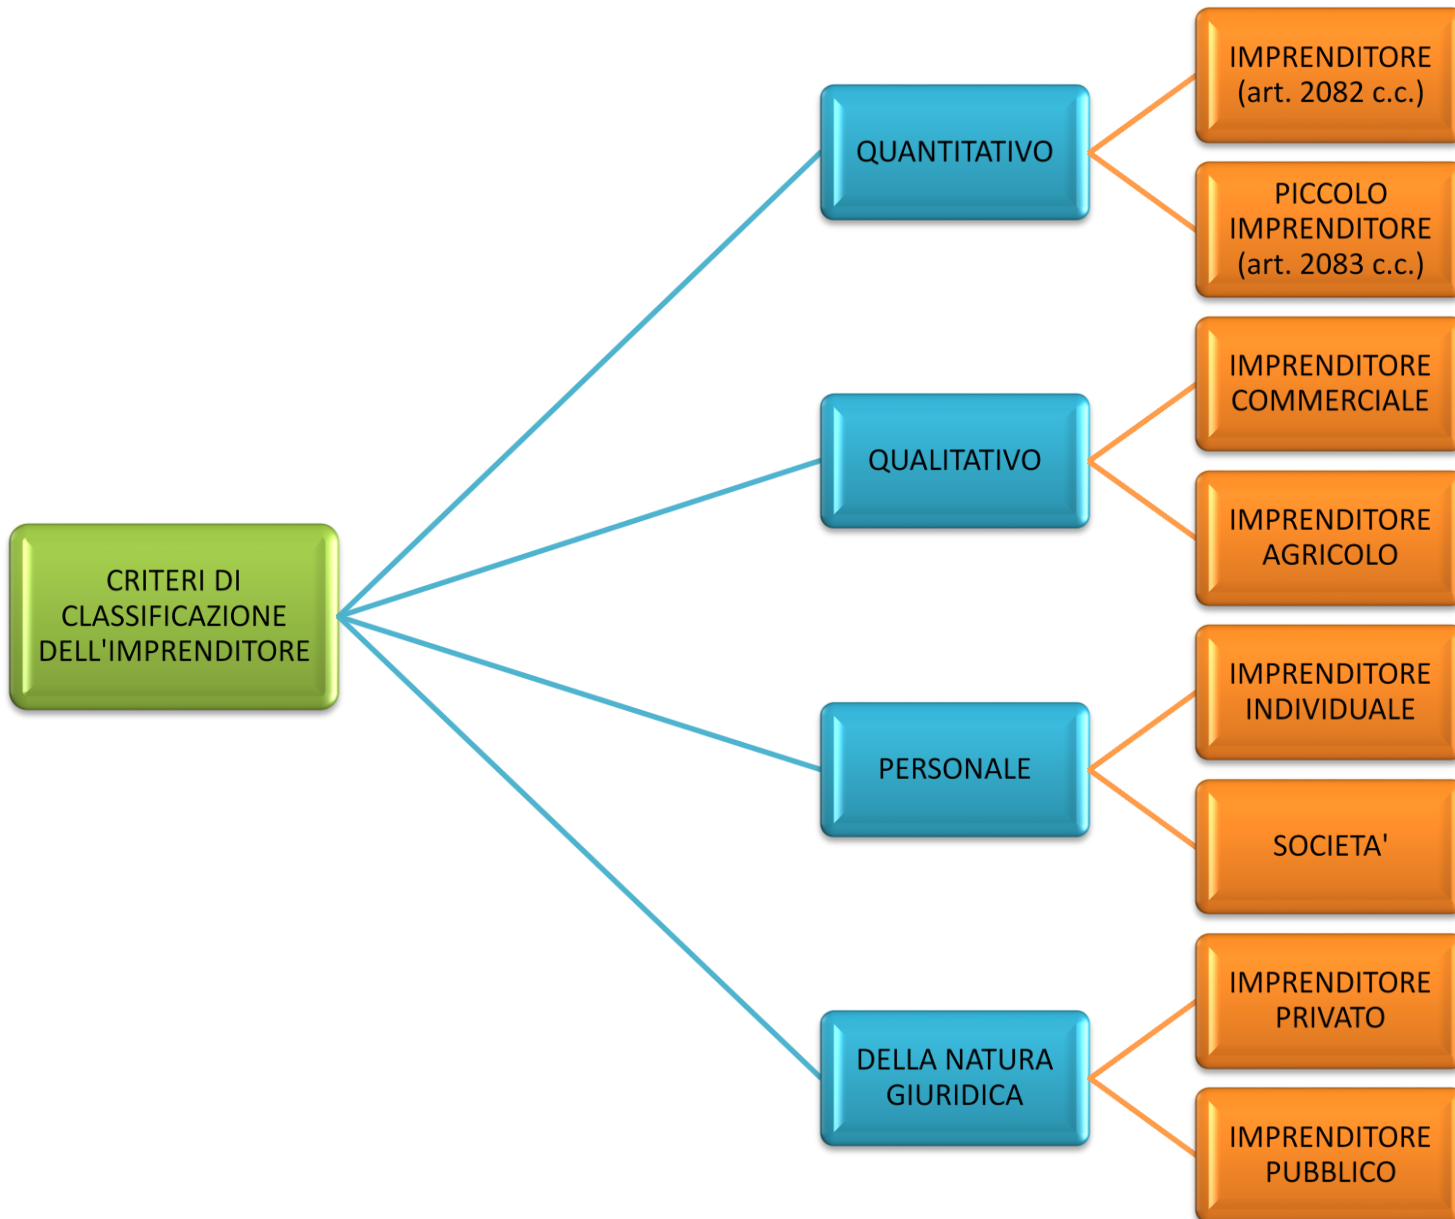 CRITERI DI
CLASSIFICAZIONE
DELL'IMPRENDITORE
QUANTITATIVO
IMPRENDITORE
(art. 2082 c.c.)
PICCOLO
IMPRENDITORE
(art. 2083 c.c.)
QUALITATIVO
IMPRENDITORE
COMMERCIALE
IMPRENDITORE
AGRICOLO
PERSONALE
IMPRENDITORE
INDIVIDUALE
SOCIETA'
DELLA NATURA
GIURIDICA
IMPRENDITORE
PRIVATO
IMPRENDITORE
PUBBLICO